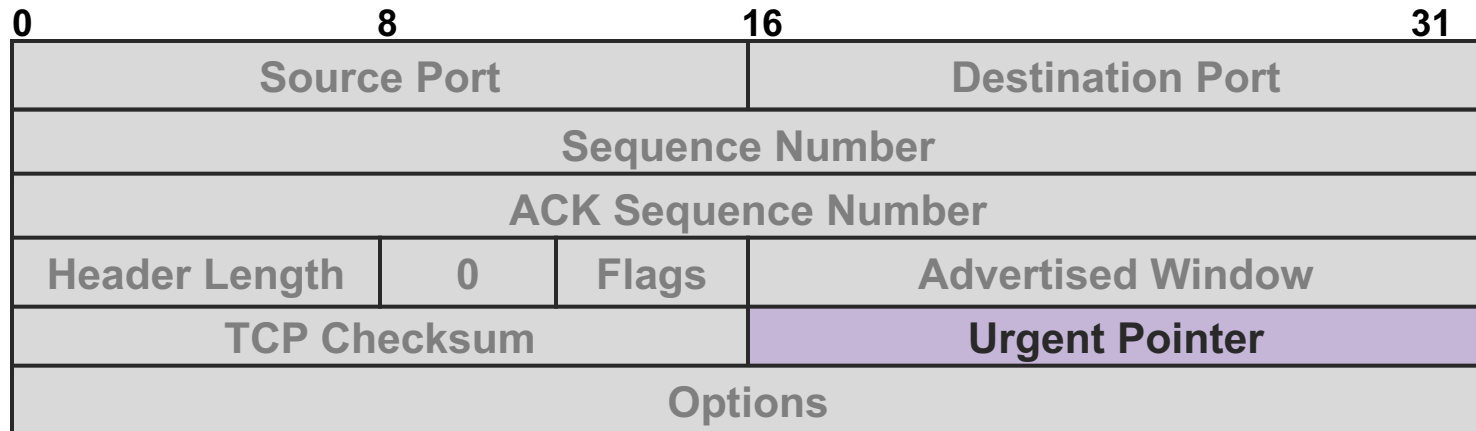 0 8 16 31
Source Port Destination Port
Sequence Number
ACK Sequence Number
Header Length 0 Flags Advertised Window
TCP Checksum Urgent Pointer
Options